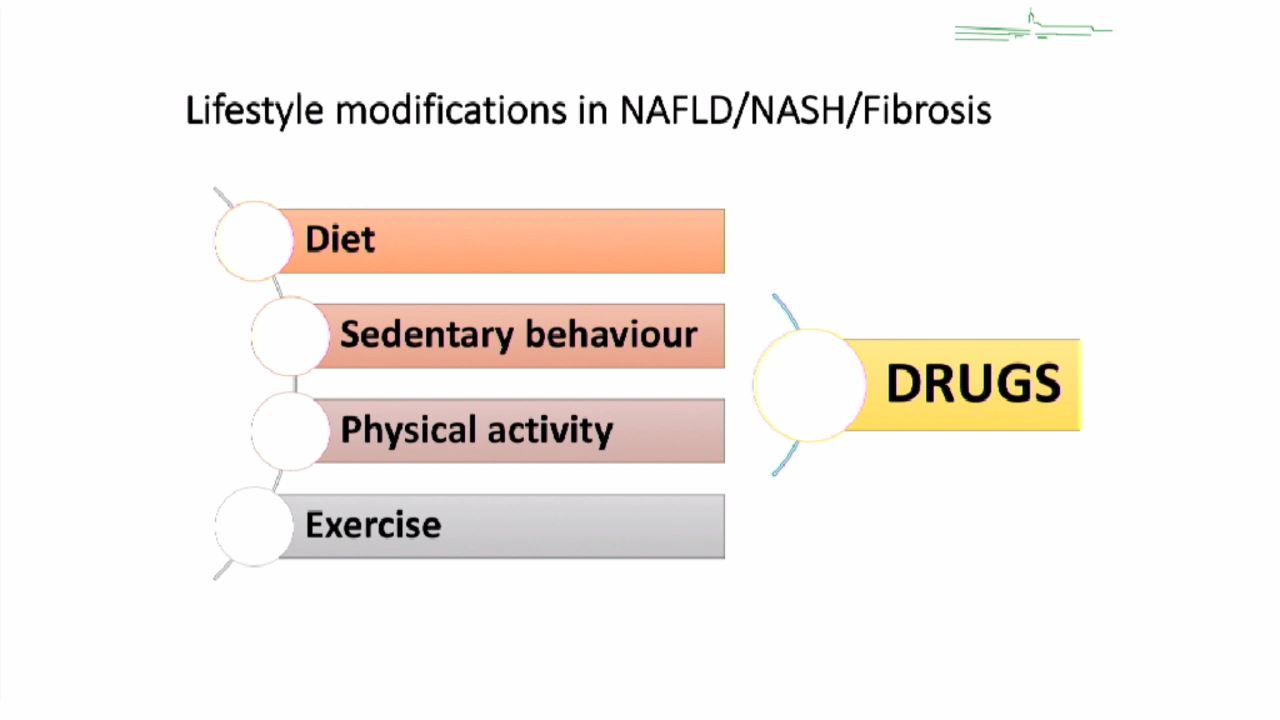 Lifestyle modifications in NAFLD/NASH/Fibrosis
Diet
Sedentary behaviour
Physical activity
Exercise
DRUGS